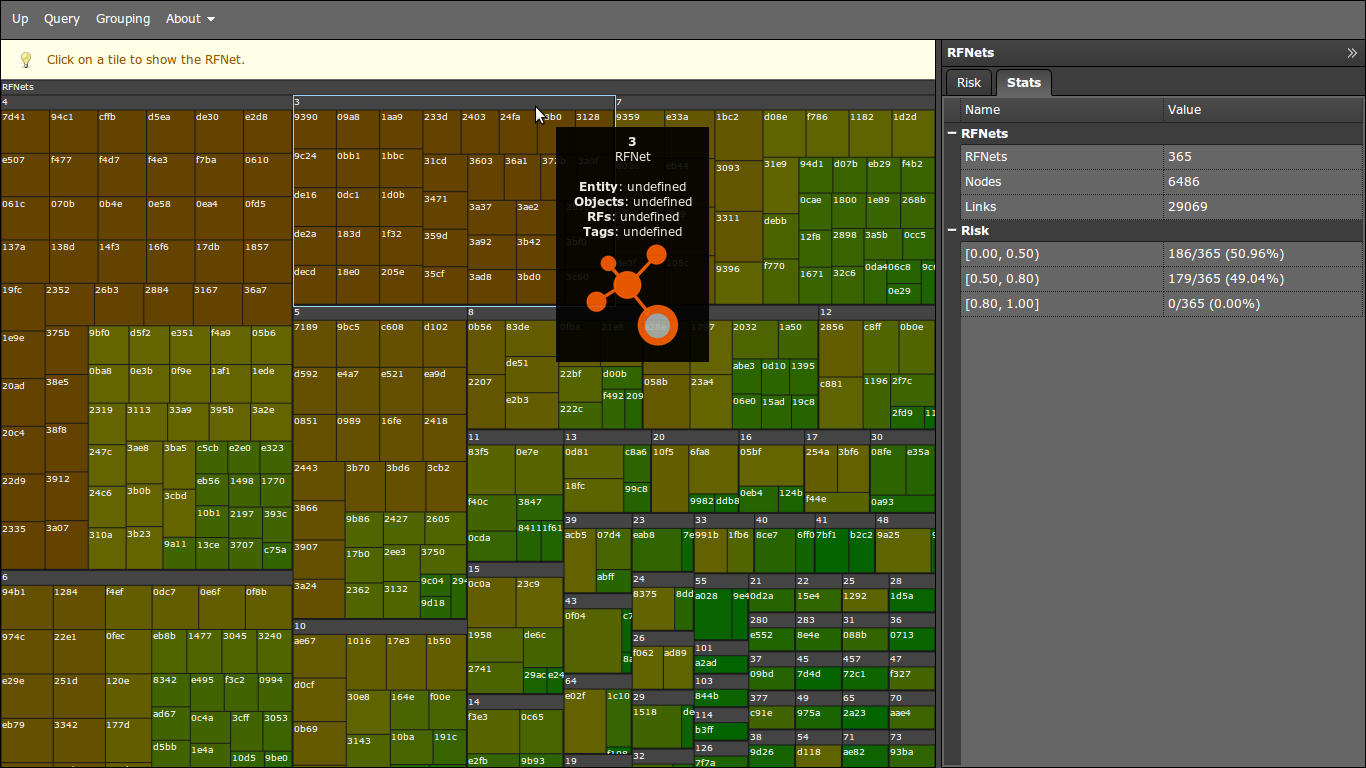 Up Query Grouping About
Click on a tile to show the RFNet.
RFNets
4 3 7
7d41 94c1 cffb d5ea de30 e2d8 9390 09a8 1aa9 233d 2403 24fa 3b0 3128 9359 e33a 1bc2 d08e f786 1182 1d2d
e507 f477 f4d7 f4e3 f7ba 0610 9c24 0bb1 1bbc 31cd 3603 36a1 3093 31e9 94d1 d07b eb29 f4b2
061c 070b 0b4e 0e58 0ea4 0fd5 de16 0dc1 1d0b 3471 3a37 3ae2 3311 debb 0cae 1800 1e89 268b
137a 138d 14f3 16f6 17db 1857 de2a 183d 1f32 359d 3a92 3b42 12f8 2898 3a5b 0cc5
19fc 2352 26b3 2884 3167 36a7 decd 18e0 205e 35cf 3ad8 3bd0 9396 f770 1671 32c6 0da4 06c8
0e29
3
RFNet
Entity: undefined
Objects: undefined
RFs: undefined
Tags: undefined
5 8 12
1e9e 375b 9bf0 d5f2 e351 f4a9 05b6 7189 9bc5 c608 d102 0b56 83de 2032 1a50 2856 c8ff 0b0e
20ad 38e5 0ba8 0e3b 0f9e 1af1 1ede d592 e4a7 e521 ea9d 2207 de51 22bf d00b 058b 23a4 abe3 0d10 1395 c881 1196 2f7c
20c4 38f8 2319 3113 33a9 395b 3a2e 0851 0989 16fe 2418 e2b3 222c f492 209 06e0 15ad 19c8 2fd9 11
11 13 20 16 17 30
22d9 3912 247c 3ae8 3ba5 c5cb e2e0 e323 2443 3b70 3bd6 3cb2 83f5 0e7e 0d81 c8a6 10f5 6fa8 05bf 254a 3bf6 08fe e35a
24c6 3b0b 3cbd eb56 1498 1770 3866 9b86 2427 2605 f40c 3847 18fc 99c8 9982 ddb8 0eb4 124b f44e 0a93
39 23 33 40 41 48
2335 3a07 310a 3b23 10b1 2197 393c 3907 17b0 2ee3 3750 0cda 8411 1f61 acb5 07d4 eab8 7e 991b 1fb6 8ce7 6ff0 7bf1 b2c2 9a25
9a11 13ce 3707 c75a 3a24 2362 3132 9c04 294 9d18 abff
6 10 15 43 24 55 21 22 25 28
94b1 1284 f4ef 0dc7 0e6f 0f8b ae67 1016 17e3 1b50 0c0a 23c9 0f04 c7 8375 8dd a028 9e4 0d2a 15e4 1292 1d5a
280 283 31 36
974c 22e1 0fec eb8b 1477 3045 3240 1958 de6c 8a e552 8e4e 088b 0713
26 101 37 45 457 47
e29e 251d 120e 8342 e495 f3c2 0994 d0cf 30e8 164e f00e 2741 29ac e24 f062 ad89 a2ad 09bd 7d4d 72c1 f327
14 64 29 103 377 49 65 70
eb79 3342 177d ad67 0c4a 3cff 3053 0b69 3143 10ba 191c f3e3 0c65 e02f 1c10 1518 de 844b c91e 975a 2a23 aae4
114 38 54 71 73
d5bb 1e4a 10d5 9be0 e2fb 9b93 f108 b3ff 9d26 d118 ae82 93ba
19 32 126
7f7a
RFNets
Risk Stats
Name Value
RFNets
RFNets 365
Nodes 6486
Links 29069
Risk
[0.00, 0.50) 186/365 (50.96%)
[0.50, 0.80) 179/365 (49.04%)
[0.80, 1.00] 0/365 (0.00%)